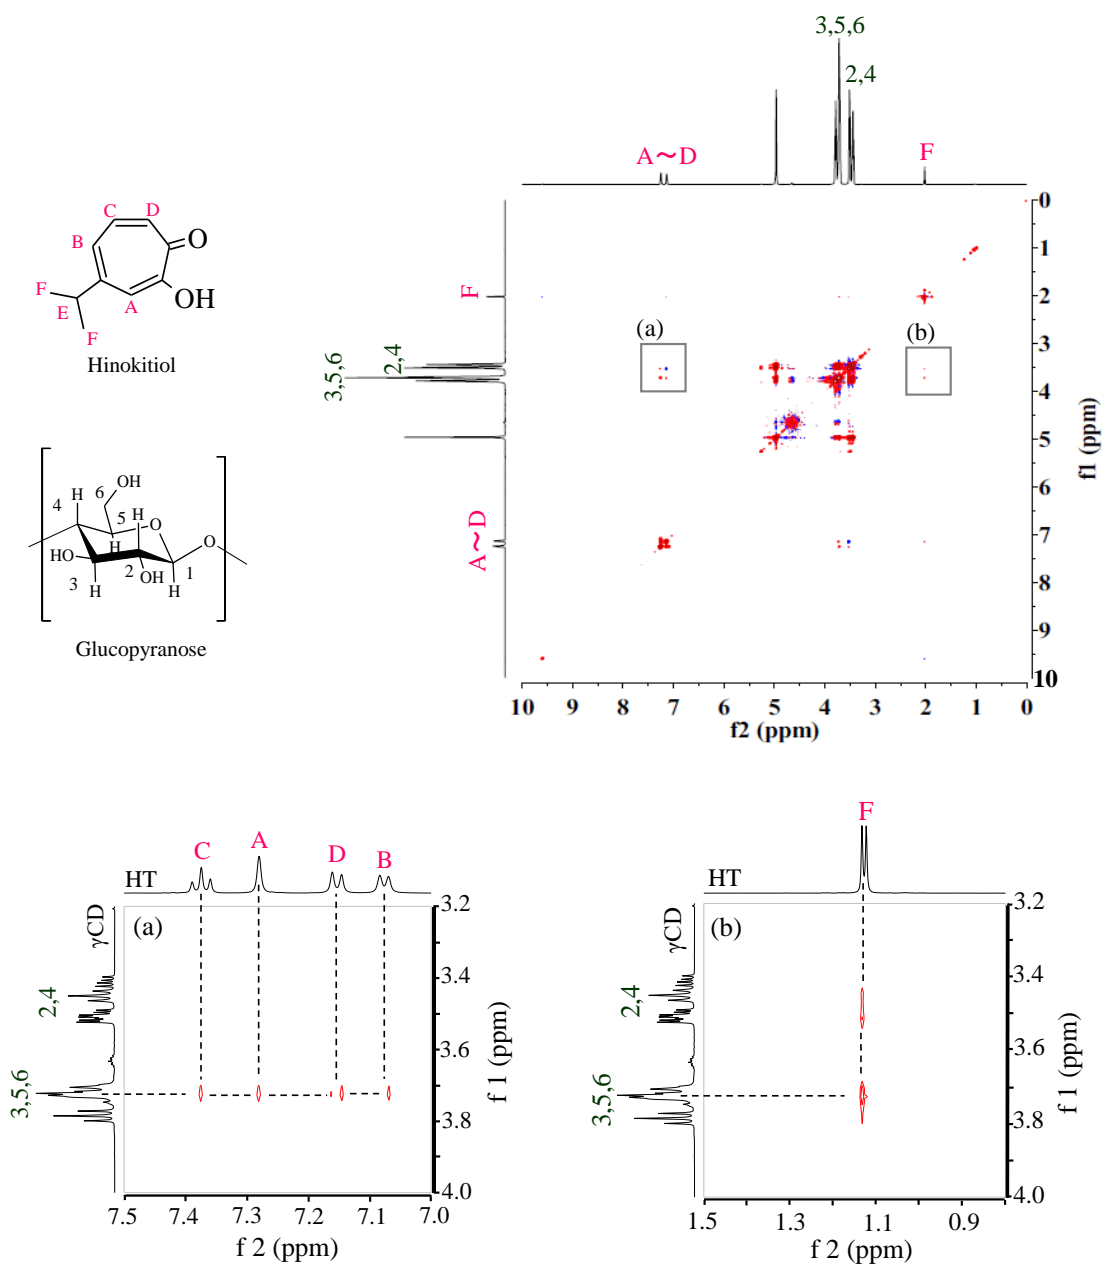 3,5,6
2,4
A～D
F
C
D
B
O
F
E
A
OH
F
Hinokitiol
F
2,4
3,5,6
A～D
(a)
(b)
0
1
2
3
4
5
6
7
8
9
10
f1 (ppm)
10 9 8 7 6 5 4 3 2 1 0
f2 (ppm)
OH
6
H
4
5
H
O
H
HO
O
2
1
3
H
OH
H
Glucopyranose
C A D B
HT
(a)
γCD
2,4
3,5,6
3.2
3.4
3.6
3.8
4.0
f 1 (ppm)
7.5 7.4 7.3 7.2 7.1 7.0
f 2 (ppm)
F
HT
(b)
γCD
2,4
3,5,6
3.2
3.4
3.6
3.8
4.0
f 1 (ppm)
1.5 1.3 1.1 0.9
f 2 (ppm)